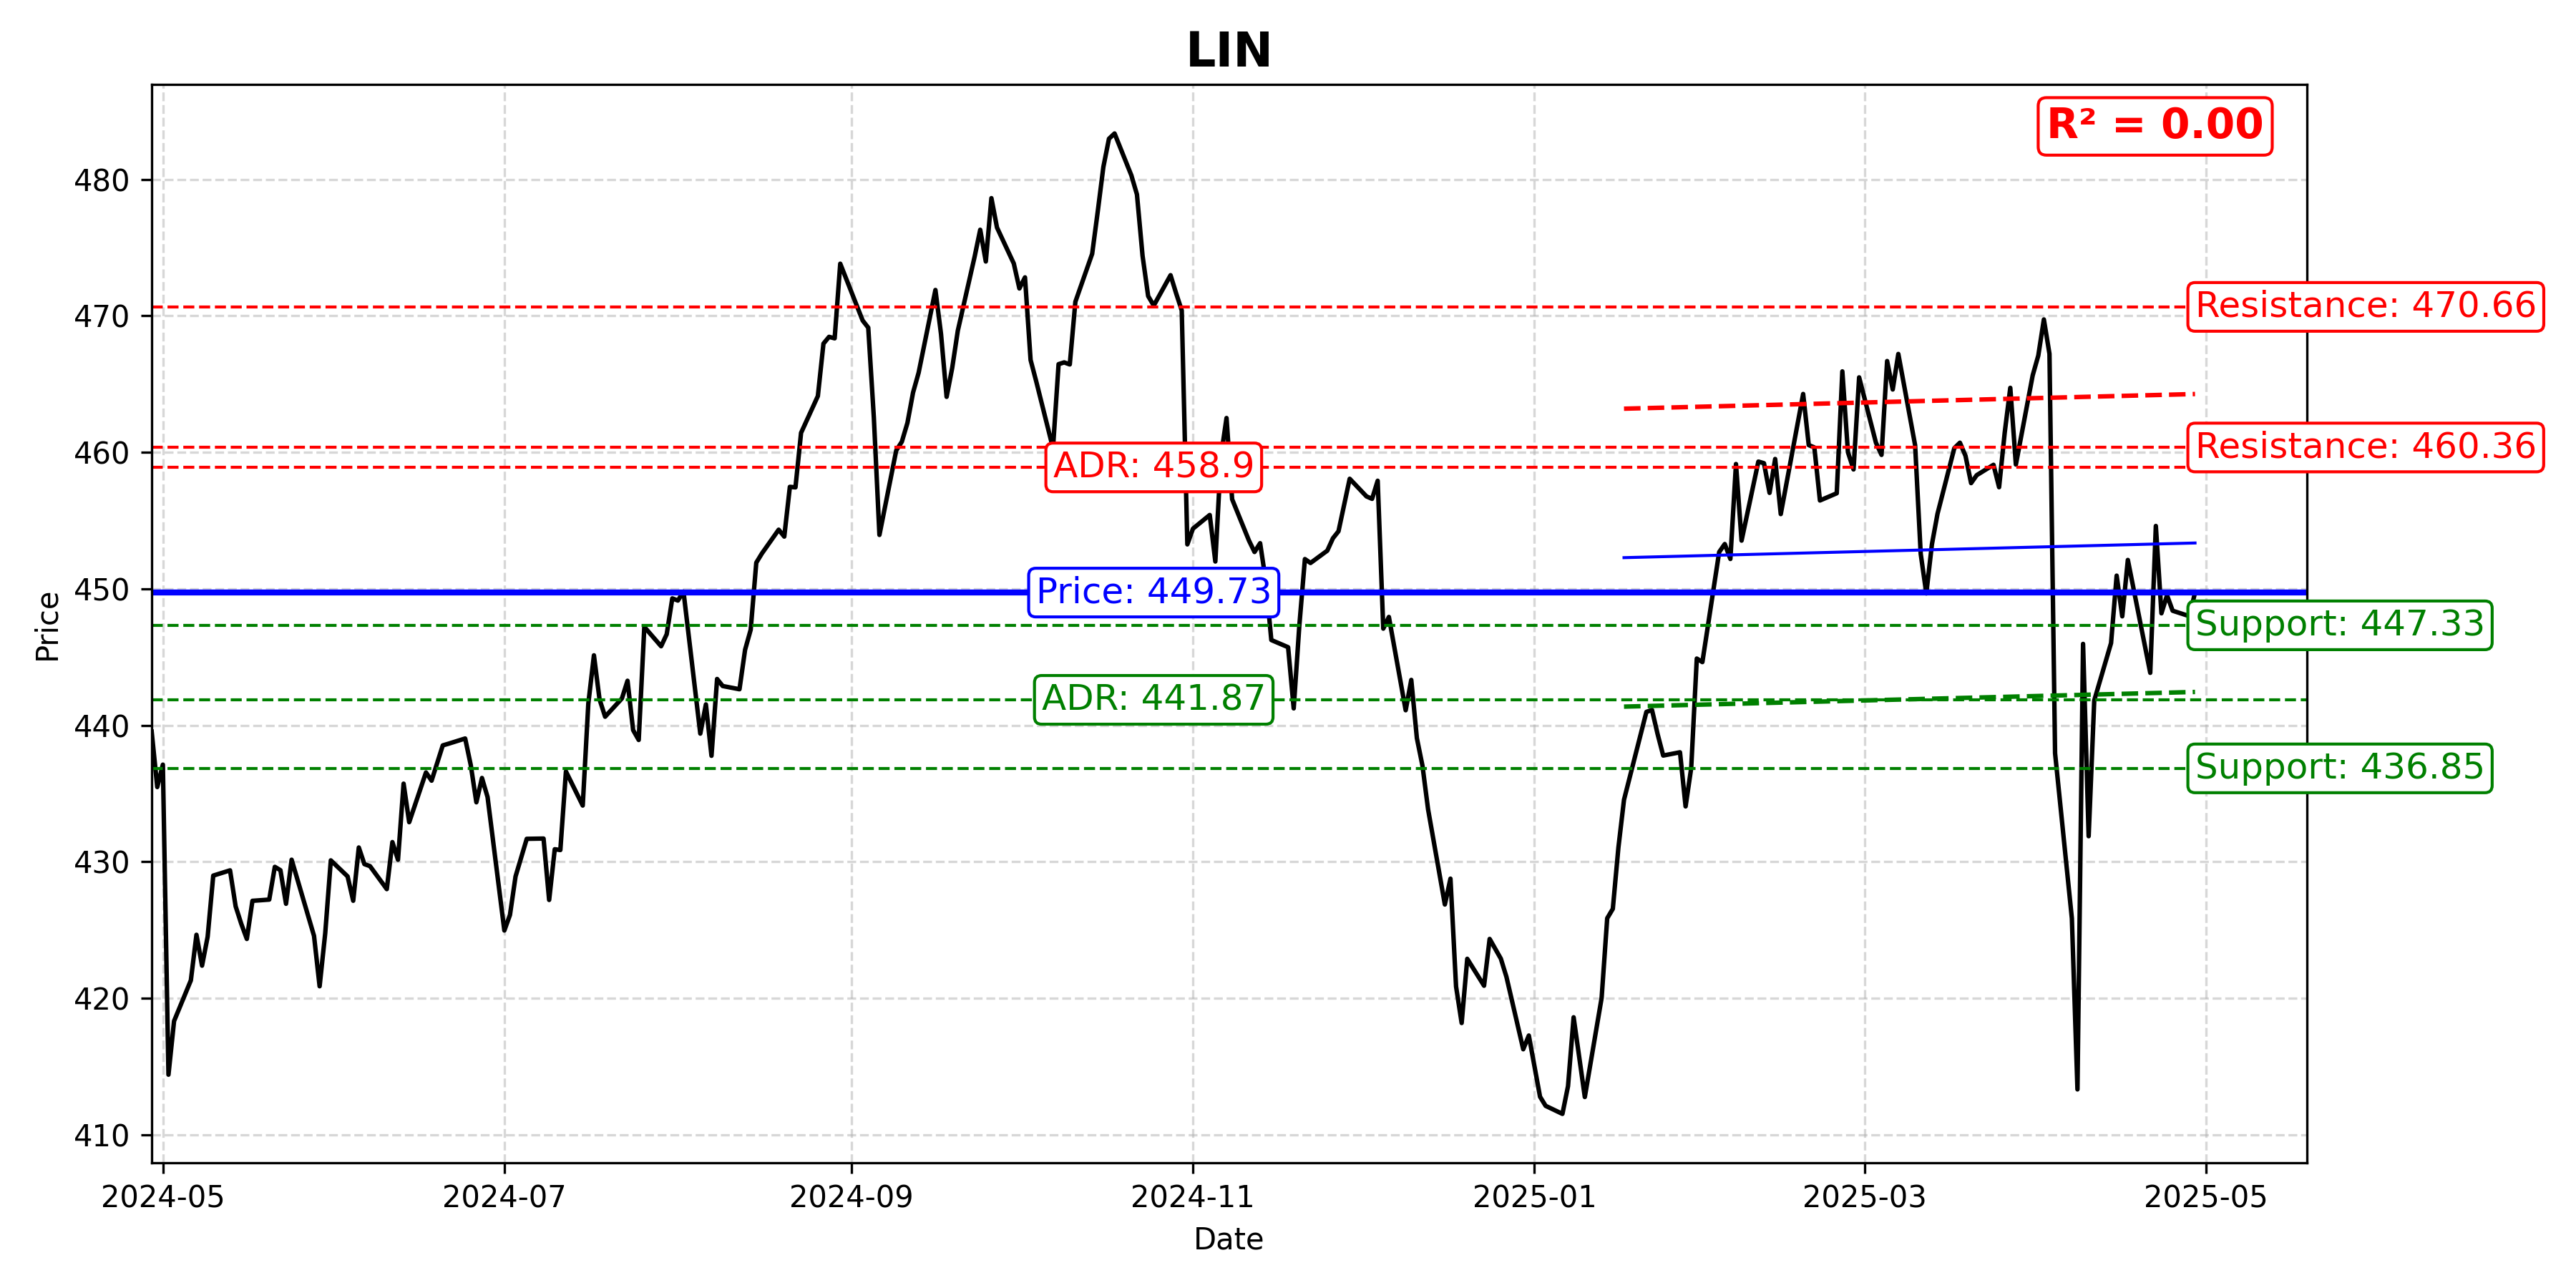 LIN
R² = 0.00
480
470
460
450
440
430
420
410
Price
Resistance: 470.66
Resistance: 460.36
ADR: 458.9
Price: 449.73
Support: 447.33
ADR: 441.87
Support: 436.85
2024-05
2024-07
2024-09
2024-11
2025-01
2025-03
2025-05
Date